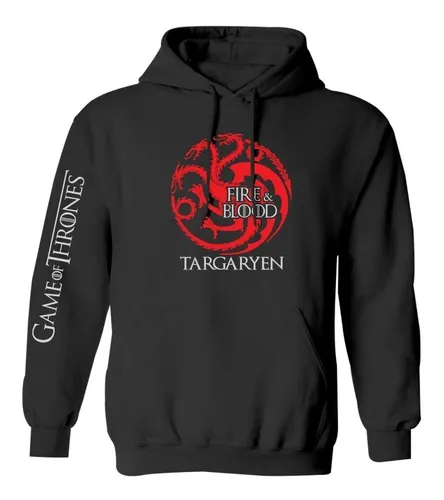 FIRE &
BLOOD
TARGARYEN
GAME OF THRONES